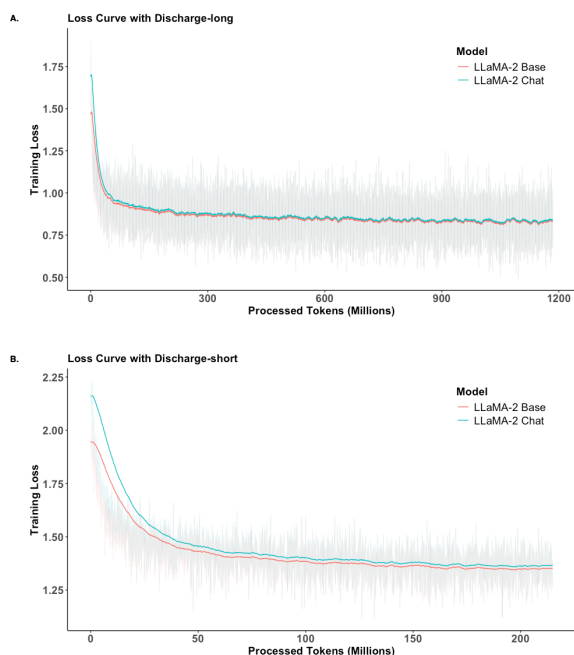 A. Loss Curve with Discharge-long
Model
LLaMA-2 Base
LLaMA-2 Chat
1.75
1.50
1.25
1.00
0.75
0.50
Training Loss
0 300 600 900 1200
Processed Tokens (Millions)
B. Loss Curve with Discharge-short
Model
LLaMA-2 Base
LLaMA-2 Chat
2.25
2.00
1.75
1.50
1.25
Training Loss
0 50 100 150 200
Processed Tokens (Millions)